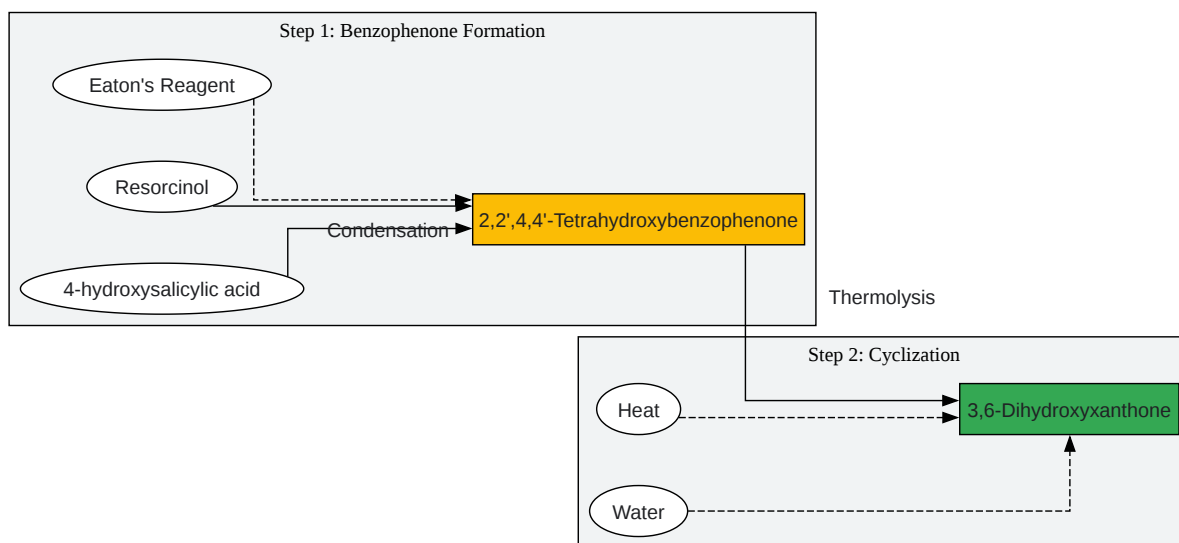 Step 1: Benzophenone Formation
Eaton's Reagent
Resorcinol
2,2',4,4'-Tetrahydroxybenzophenone
Condensation
4-hydroxysalicylic acid
Thermolysis
Step 2: Cyclization
Heat
3,6-Dihydroxyxanthone
Water